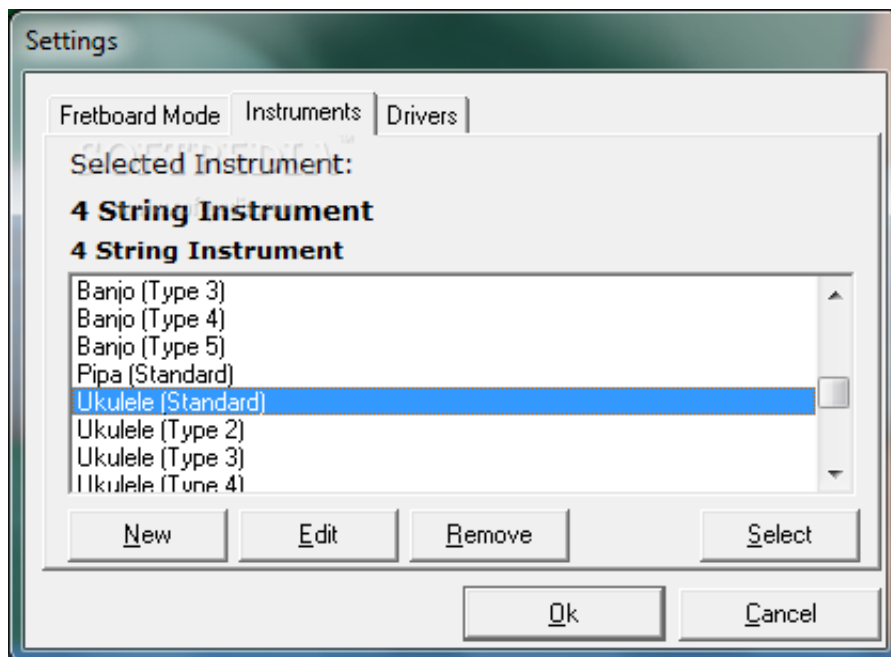 Settings
Fretboard Mode Instruments Drivers
SOFTPEDIA™
Selected Instrument:
4 String Instrument
4 String Instrument
Banjo (Type 3)
Banjo (Type 4)
Banjo (Type 5)
Pipa (Standard)
Ukulele (Standard)
Ukulele (Type 2)
Ukulele (Type 3)
Ukulele (Type 4)
New Edit Remove Select
Ok Cancel